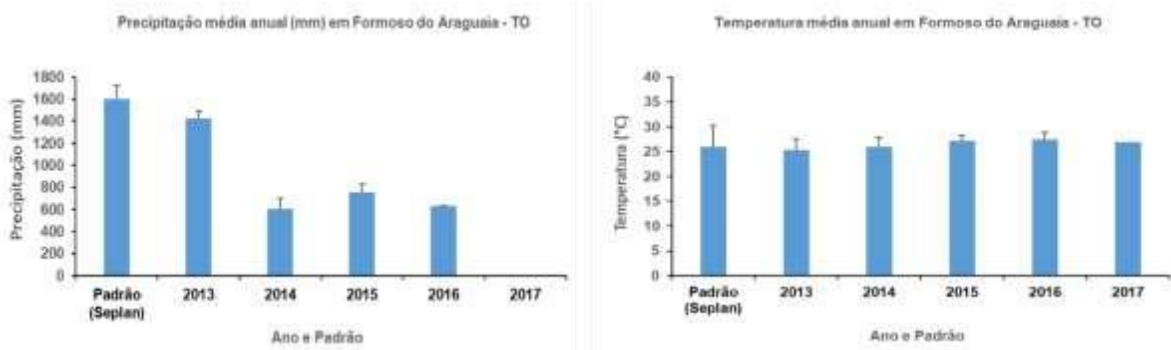 Precipitação média anual (mm) em Formoso do Araguaia - TO
Precipitação (mm)
1800
1600
1400
1200
1000
800
600
400
200
0
Padrão
(Seplan)
2013
2014
2015
2016
2017
Ano e Padrão
Temperatura média anual em Formoso do Araguaia - TO
Temperatura (°C)
40
35
30
25
20
15
10
5
0
Padrão
(Seplan)
2013
2014
2015
2016
2017
Ano e Padrão